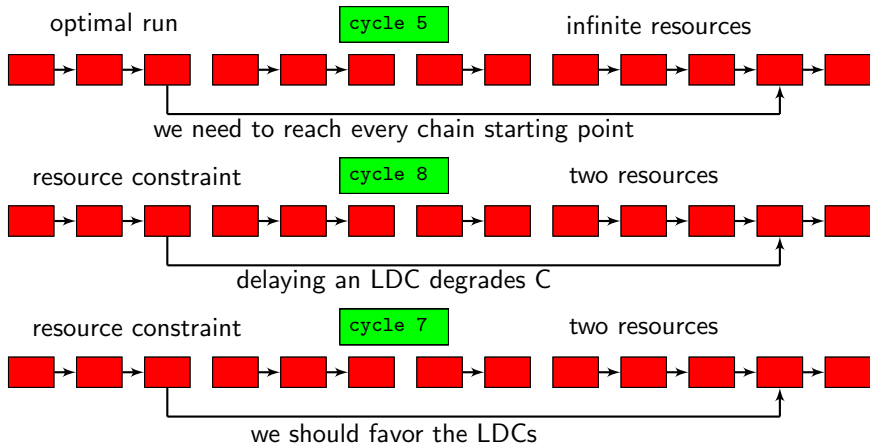 optimal run
cycle 5
infinite resources
we need to reach every chain starting point
resource constraint
cycle 8
two resources
delaying an LDC degrades C
resource constraint
cycle 7
two resources
we should favor the LDCs